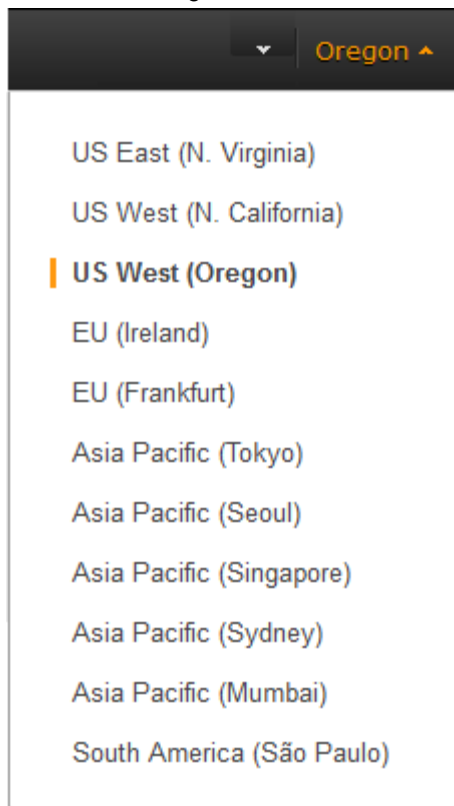 Oregon
US East (N. Virginia)
US West (N. California)
US West (Oregon)
EU (Ireland)
EU (Frankfurt)
Asia Pacific (Tokyo)
Asia Pacific (Seoul)
Asia Pacific (Singapore)
Asia Pacific (Sydney)
Asia Pacific (Mumbai)
South America (São Paulo)